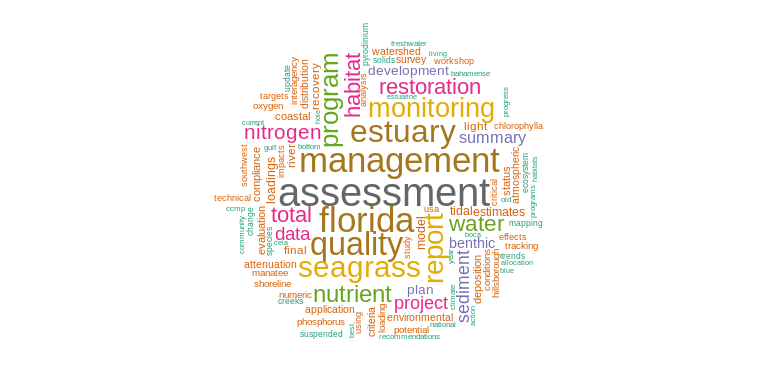 freshwater
pyrodinium
watershed
living
solids
survey
workshop
update
interagency
distribution
recovery
program
habitat
analysis
development
bahamense
restoration
targets
estuarine
oxygen
hole
monitoring
progress
coastal
current
nitrogen
estuary
light
chlorophylla
summary
gulf
bottom
southwest
compliance
loadings
impacts
river
management
critical
status
atmospheric
ecosystem
habitats
assessment
technical
old
programs
ccmp
total
florida
usa
tidal
estimates
community
change
evaluation
species
data
report
model
water
mapping
ceia
boca
effects
final
quality
study
benthic
tracking
year
trends
attenuation
seagrass
sediment
deposition
conditions
hillsborough
allocation
manatee
blue
shoreline
numeric
nutrient
plan
climate
creeks
project
application
using
criteria
loading
environmental
action
phosphorus
potential
national
suspended
best
recommendations